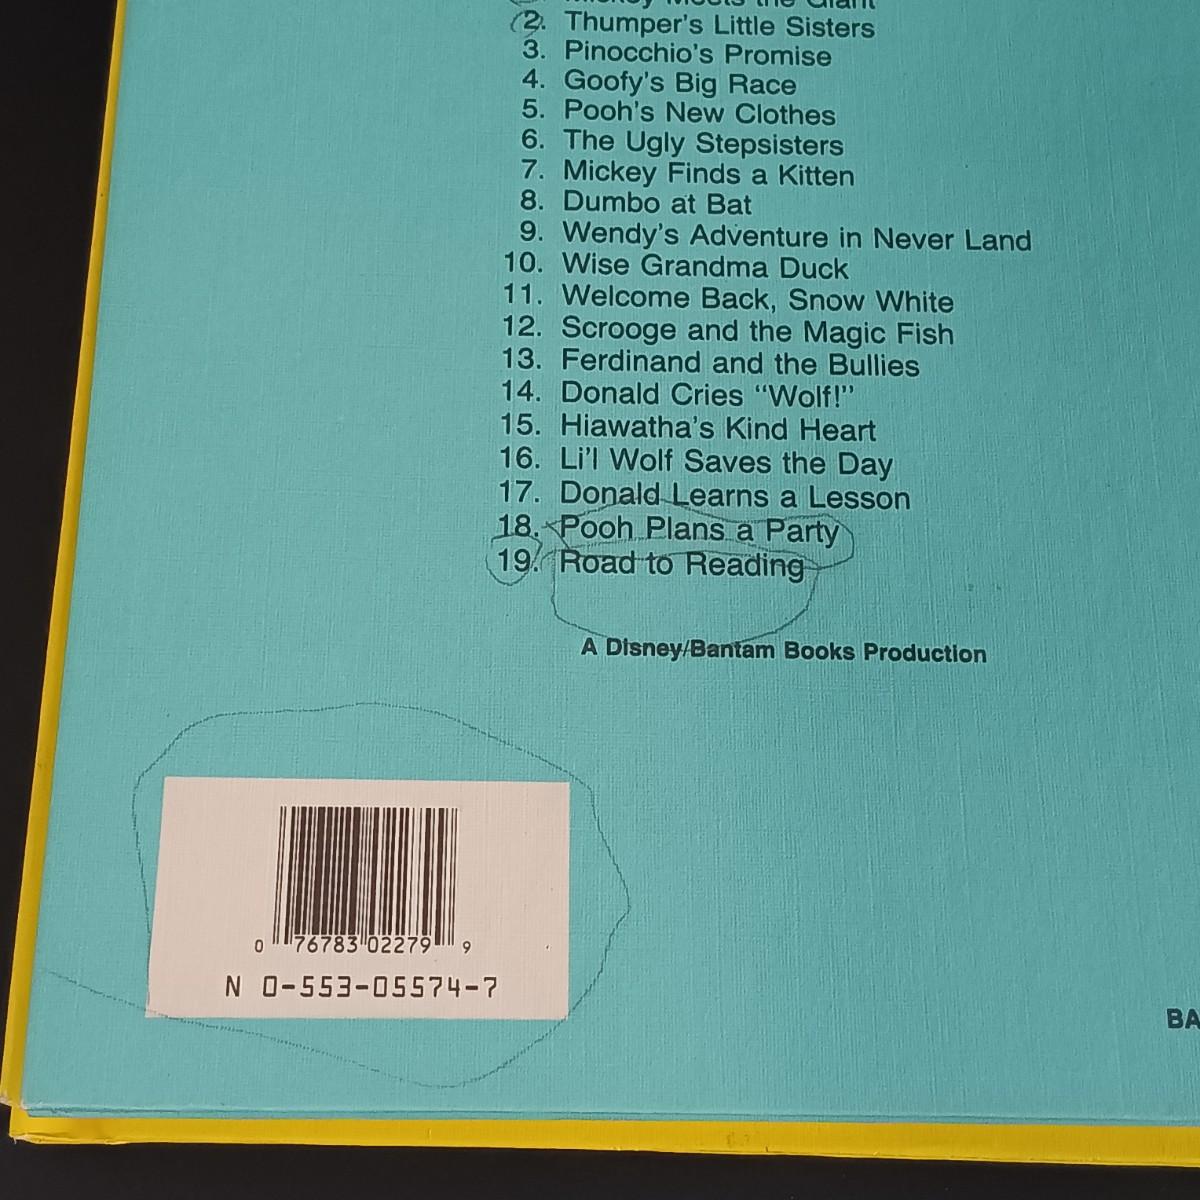 Mickey Meets the Giant
2. Thumper's Little Sisters
3. Pinocchio's Promise
4. Goofy's Big Race
5. Pooh's New Clothes
6. The Ugly Stepsisters
7. Mickey Finds a Kitten
8. Dumbo at Bat
9. Wendy's Adventure in Never Land
10. Wise Grandma Duck
11. Welcome Back, Snow White
12. Scrooge and the Magic Fish
13. Ferdinand and the Bullies
14. Donald Cries “Wolf!”
15. Hiawatha's Kind Heart
16. Li'l Wolf Saves the Day
17. Donald Learns a Lesson
18. Pooh Plans a Party
19. Road to Reading
A Disney/Bantam Books Production
0 76783 02279 9
N 0-553-05574-7
BA